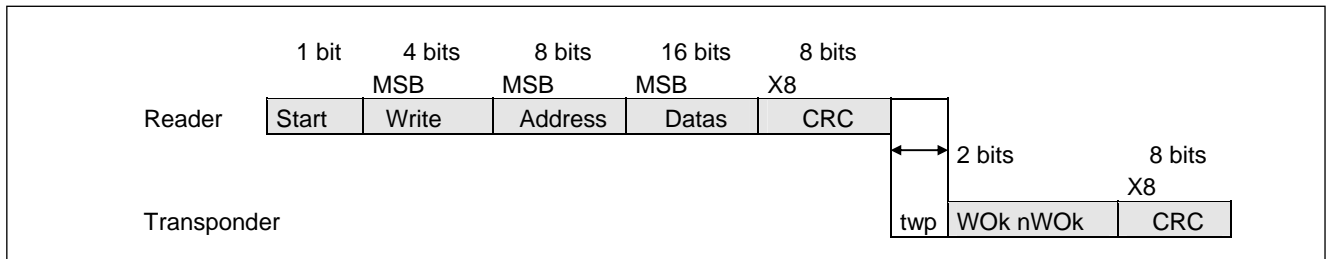 1 bit 4 bits 8 bits 16 bits 8 bits
MSB MSB MSB X8
Reader Start Write Address Datas CRC
2 bits 8 bits
X8
Transponder twp WOk nWOk CRC